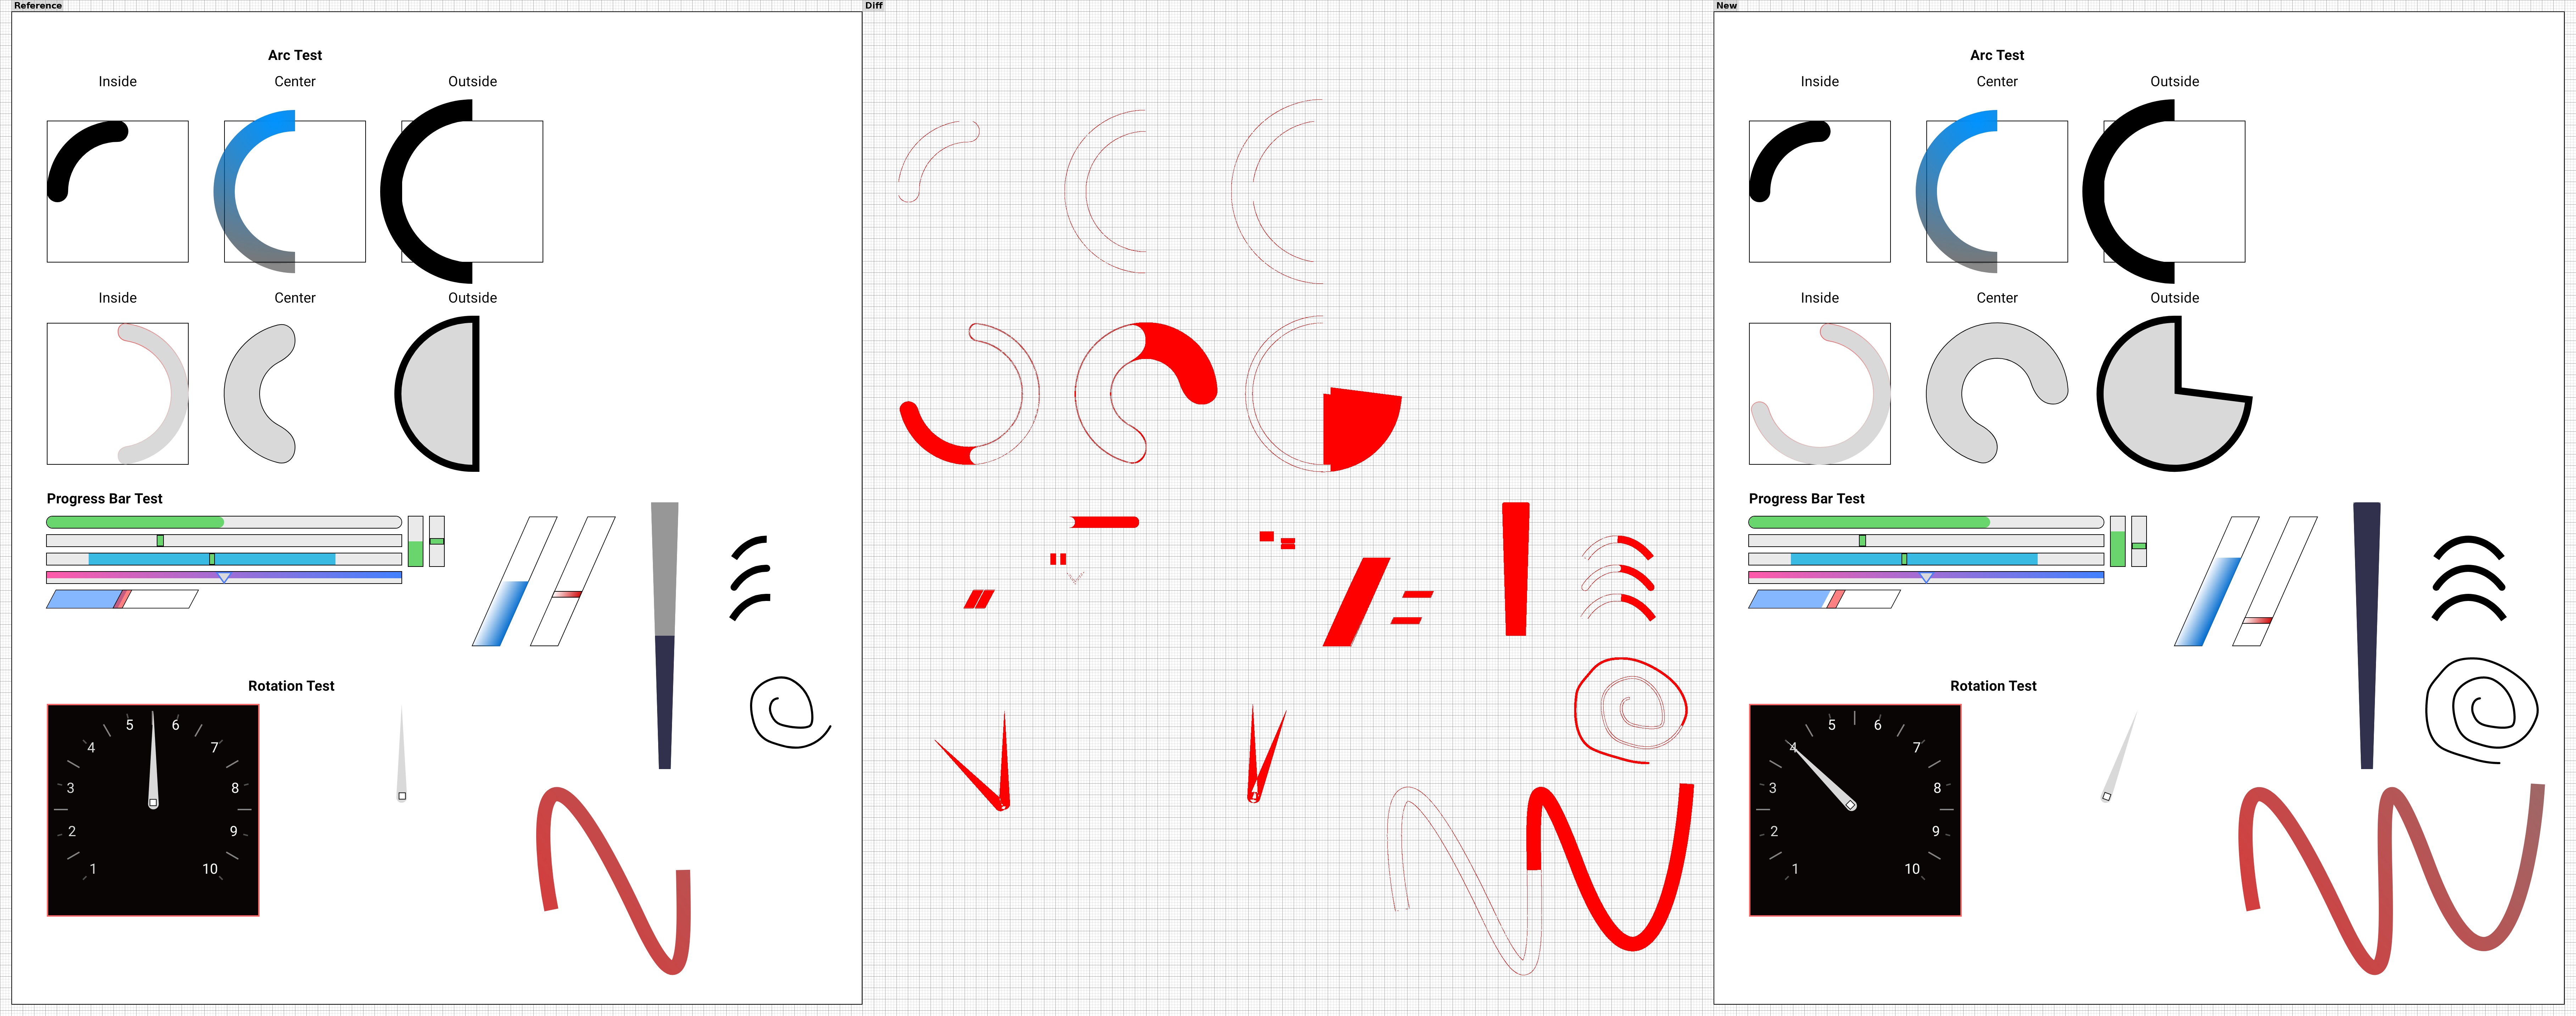 Reference
Diff
New
Arc Test
Inside Center Outside
Inside Center Outside
Progress Bar Test
Rotation Test
5 6
4 7
3 8
2 9
1 10
Arc Test
Inside Center Outside
Inside Center Outside
Progress Bar Test
Rotation Test
5 6
4 7
3 8
2 9
1 10